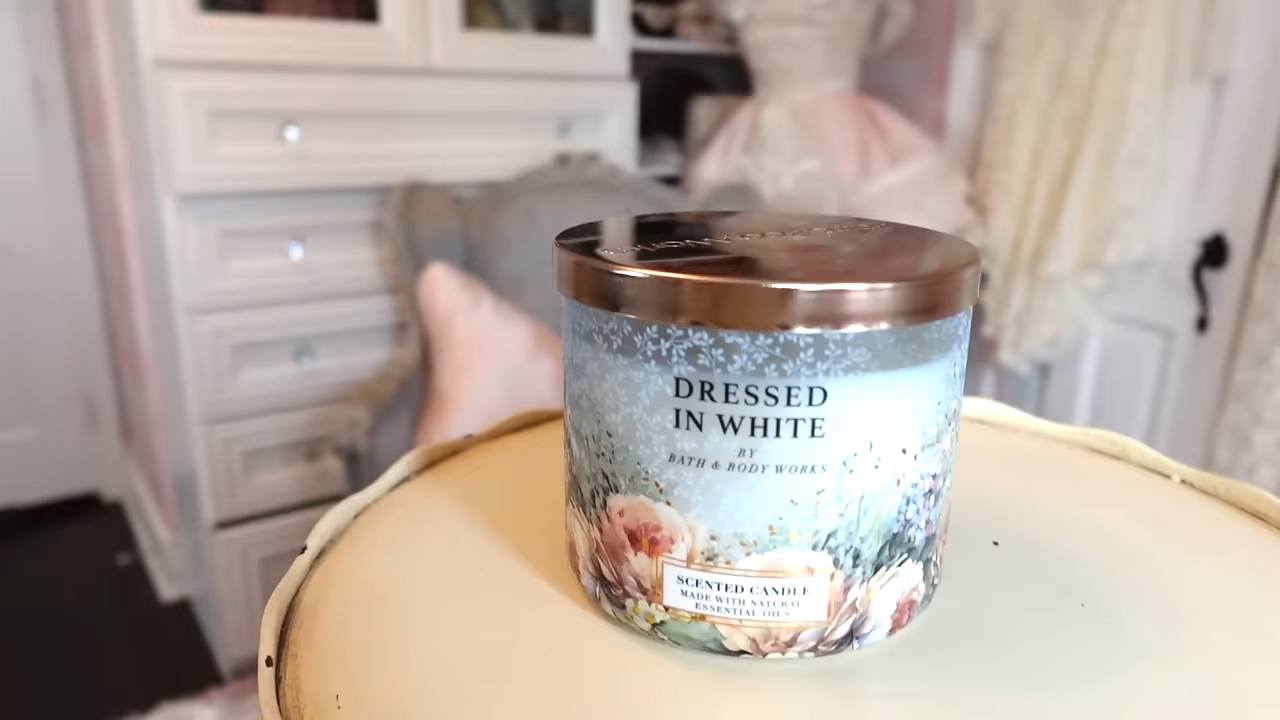 DRESSED
IN WHITE
BY
BATH & BODY WORKS
SCENTED CANDLE
MADE WITH NATURAL
ESSENTIAL OILS